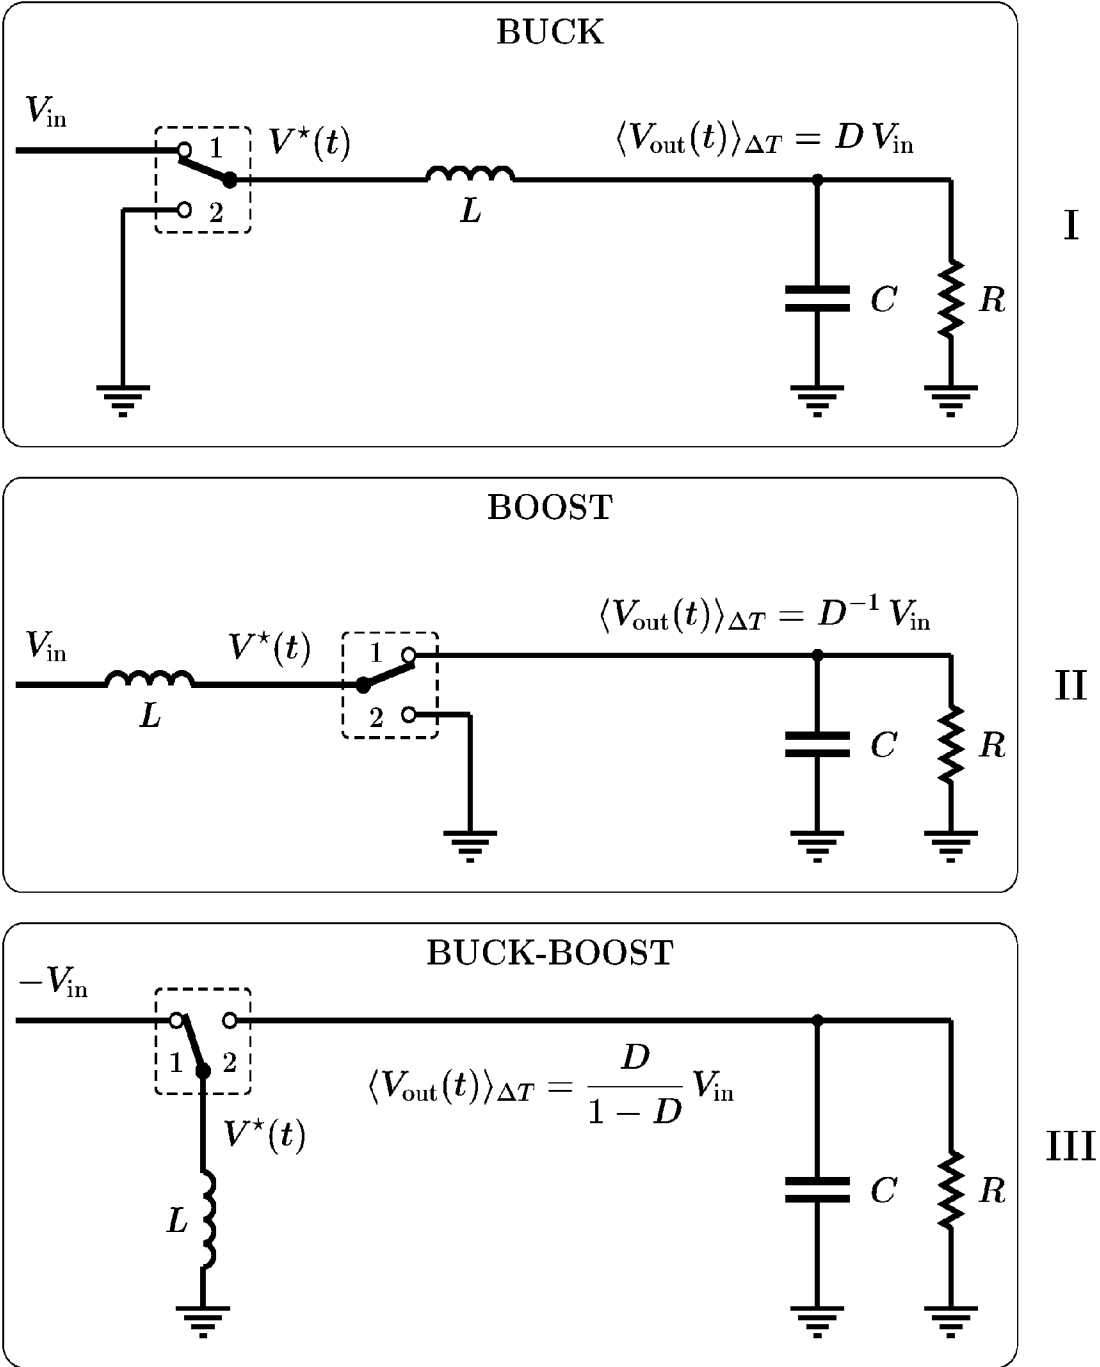 BUCK
V_in
1
V*(t)
⟨V_out(t)⟩_ΔT = D V_in
2
L
C
R
I
BOOST
⟨V_out(t)⟩_ΔT = D⁻¹ V_in
V_in
V*(t)
1
L
2
C
R
II
BUCK-BOOST
−V_in
1
2
⟨V_out(t)⟩_ΔT = D / (1 − D) V_in
V*(t)
L
C
R
III